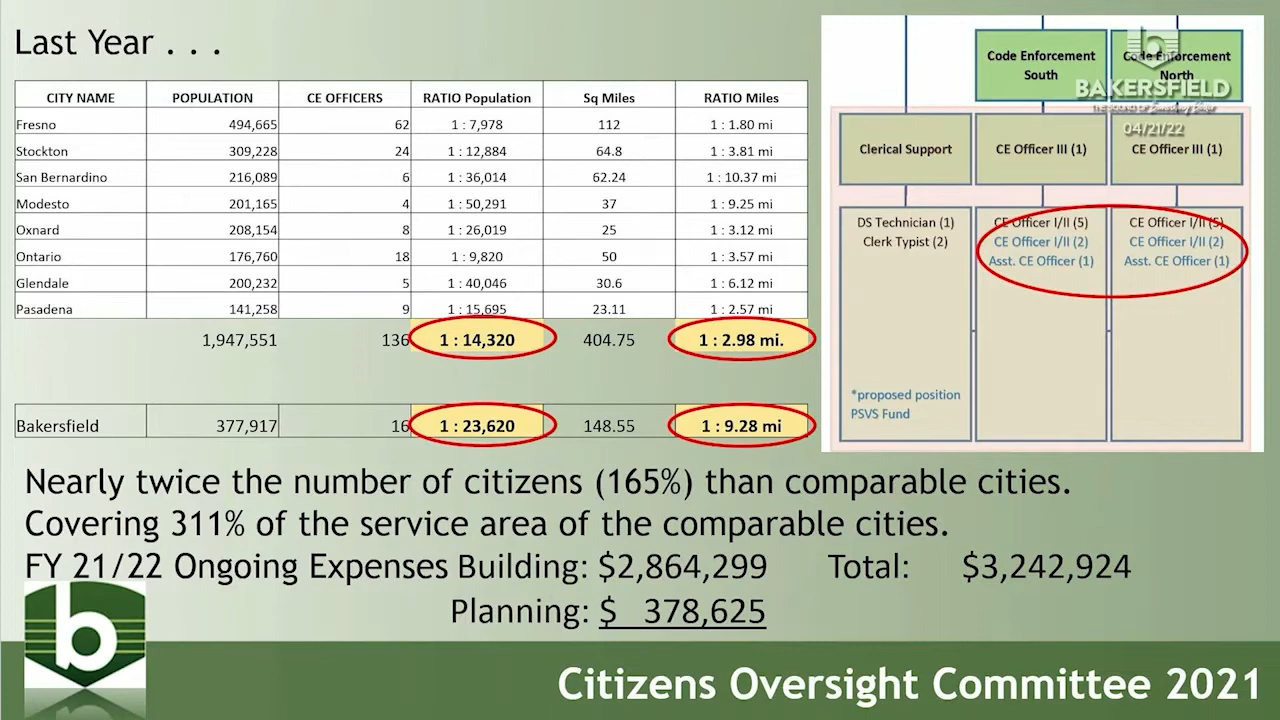 Last Year . . .
CITY NAME POPULATION CE OFFICERS RATIO Population Sq Miles RATIO Miles
Fresno 494,665 62 1 : 7,978 112 1 : 1.80 mi
Stockton 309,228 24 1 : 12,884 64.8 1 : 3.81 mi
San Bernardino 216,089 6 1 : 36,014 62.24 1 : 10.37 mi
Modesto 201,165 4 1 : 50,291 37 1 : 9.25 mi
Oxnard 208,154 8 1 : 26,019 25 1 : 3.12 mi
Ontario 176,760 18 1 : 9,820 50 1 : 3.57 mi
Glendale 200,232 5 1 : 40,046 30.6 1 : 6.12 mi
Pasadena 141,258 9 1 : 15,695 23.11 1 : 2.57 mi
1,947,551 136 1 : 14,320 404.75 1 : 2.98 mi.
Bakersfield 377,917 16 1 : 23,620 148.55 1 : 9.28 mi
Code Enforcement
South
Code Enforcement
North
b
BAKERSFIELD
THE SOUND OF Something Better
04/21/22
Clerical Support
CE Officer III (1)
CE Officer III (1)
DS Technician (1)
Clerk Typist (2)
*proposed position
PSVS Fund
CE Officer I/II (5)
CE Officer I/II (2)
Asst. CE Officer (1)
CE Officer I/II (5)
CE Officer I/II (2)
Asst. CE Officer (1)
Nearly twice the number of citizens (165%) than comparable cities.
Covering 311% of the service area of the comparable cities.
FY 21/22 Ongoing Expenses Building: $2,864,299 Total: $3,242,924
Planning: $ 378,625
b
Citizens Oversight Committee 2021